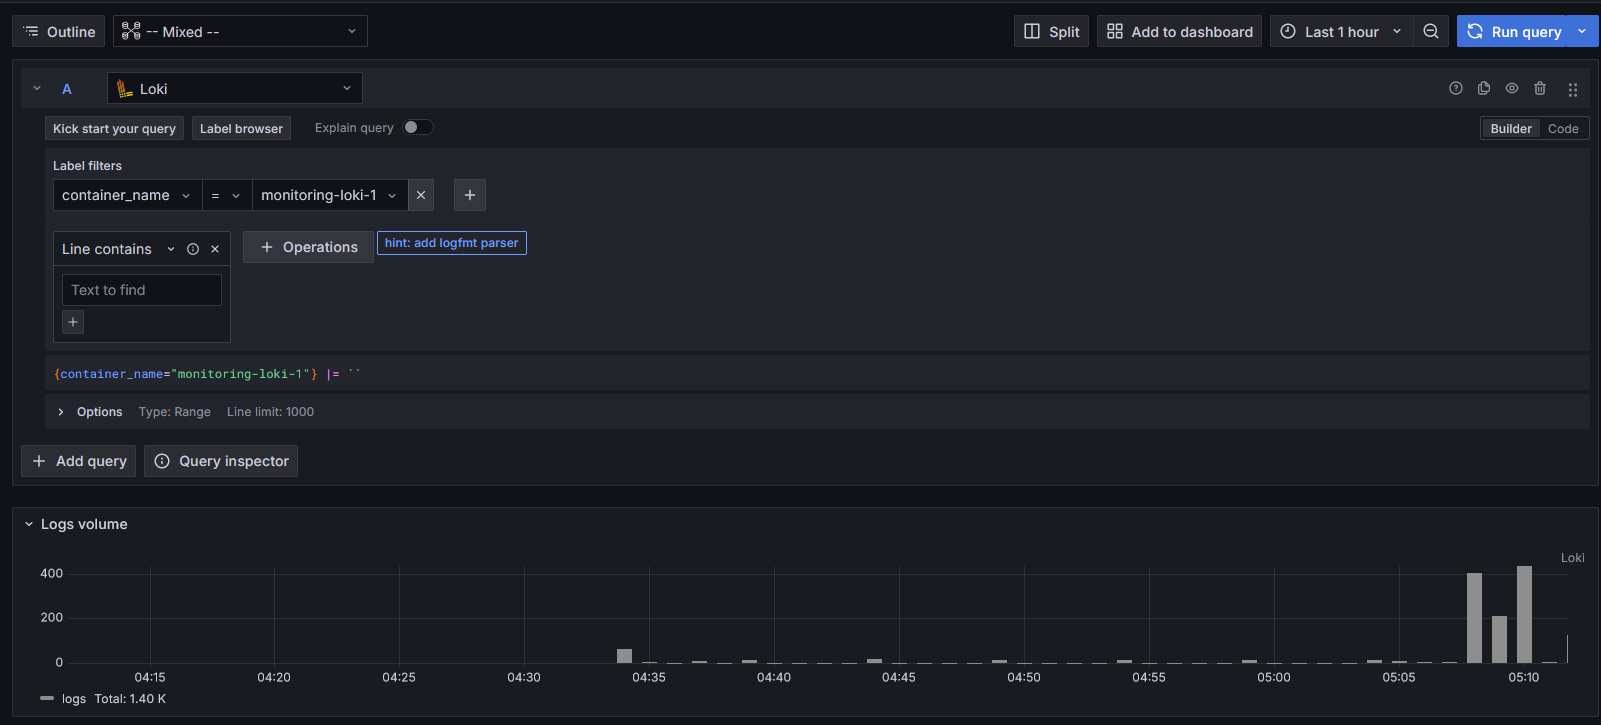 Outline -- Mixed -- Split Add to dashboard Last 1 hour Run query
A Loki
Kick start your query Label browser Explain query Builder Code
Label filters
container_name = monitoring-loki-1
Line contains Operations hint: add logfmt parser
Text to find
{container_name="monitoring-loki-1"} |= ``
Options Type: Range Line limit: 1000
Add query Query inspector
Logs volume
Loki
400
200
0
04:15 04:20 04:25 04:30 04:35 04:40 04:45 04:50 04:55 05:00 05:05 05:10
logs Total: 1.40 K